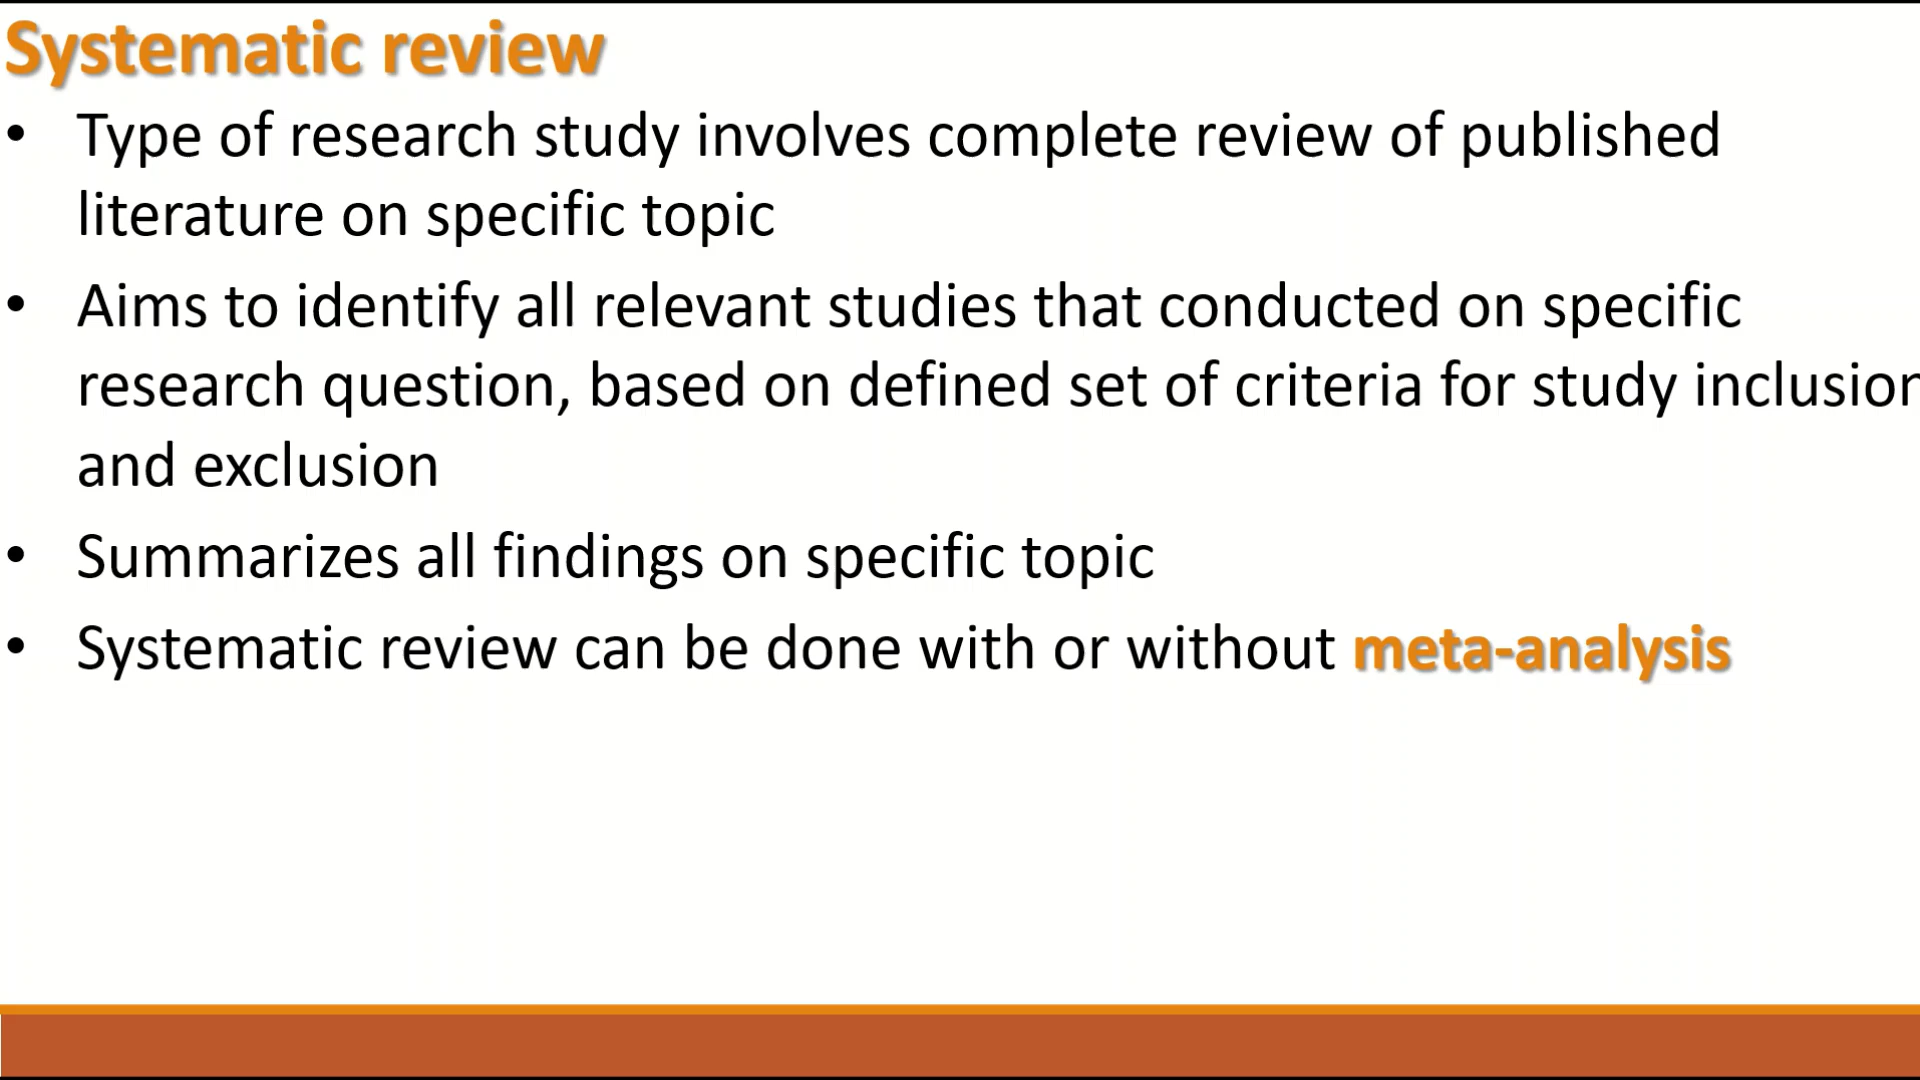 Systematic review
• Type of research study involves complete review of published
literature on specific topic
• Aims to identify all relevant studies that conducted on specific
research question, based on defined set of criteria for study inclusion
and exclusion
• Summarizes all findings on specific topic
• Systematic review can be done with or without meta-analysis